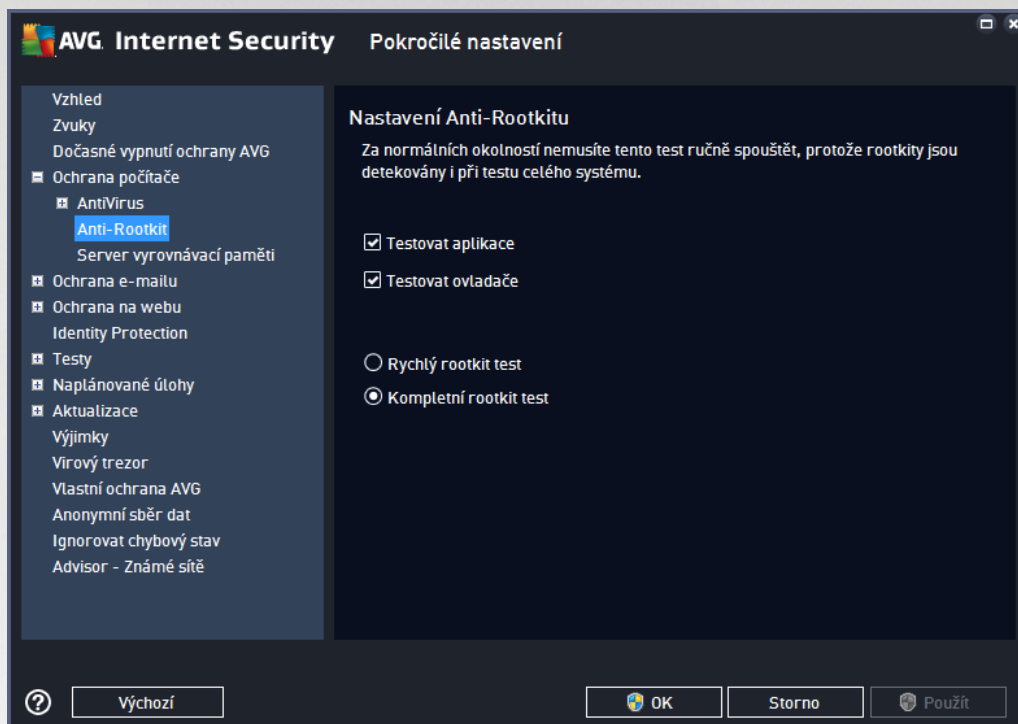 AVG. Internet Security Pokročilé nastavení
Vzhled
Zvuky
Dočasné vypnutí ochrany AVG
Ochrana počítače
AntiVirus
Anti-Rootkit
Server vyrovnávací paměti
Ochrana e-mailu
Ochrana na webu
Identity Protection
Testy
Naplánované úlohy
Aktualizace
Výjimky
Virový trezor
Vlastní ochrana AVG
Anonymní sběr dat
Ignorovat chybový stav
Advisor - Známé sítě
Nastavení Anti-Rootkitu
Za normálních okolností nemusíte tento test ručně spouštět, protože rootkity jsou
detekovány i při testu celého systému.
Testovat aplikace
Testovat ovladače
Rychlý rootkit test
Kompletní rootkit test
Výchozí
OK
Storno
Použít